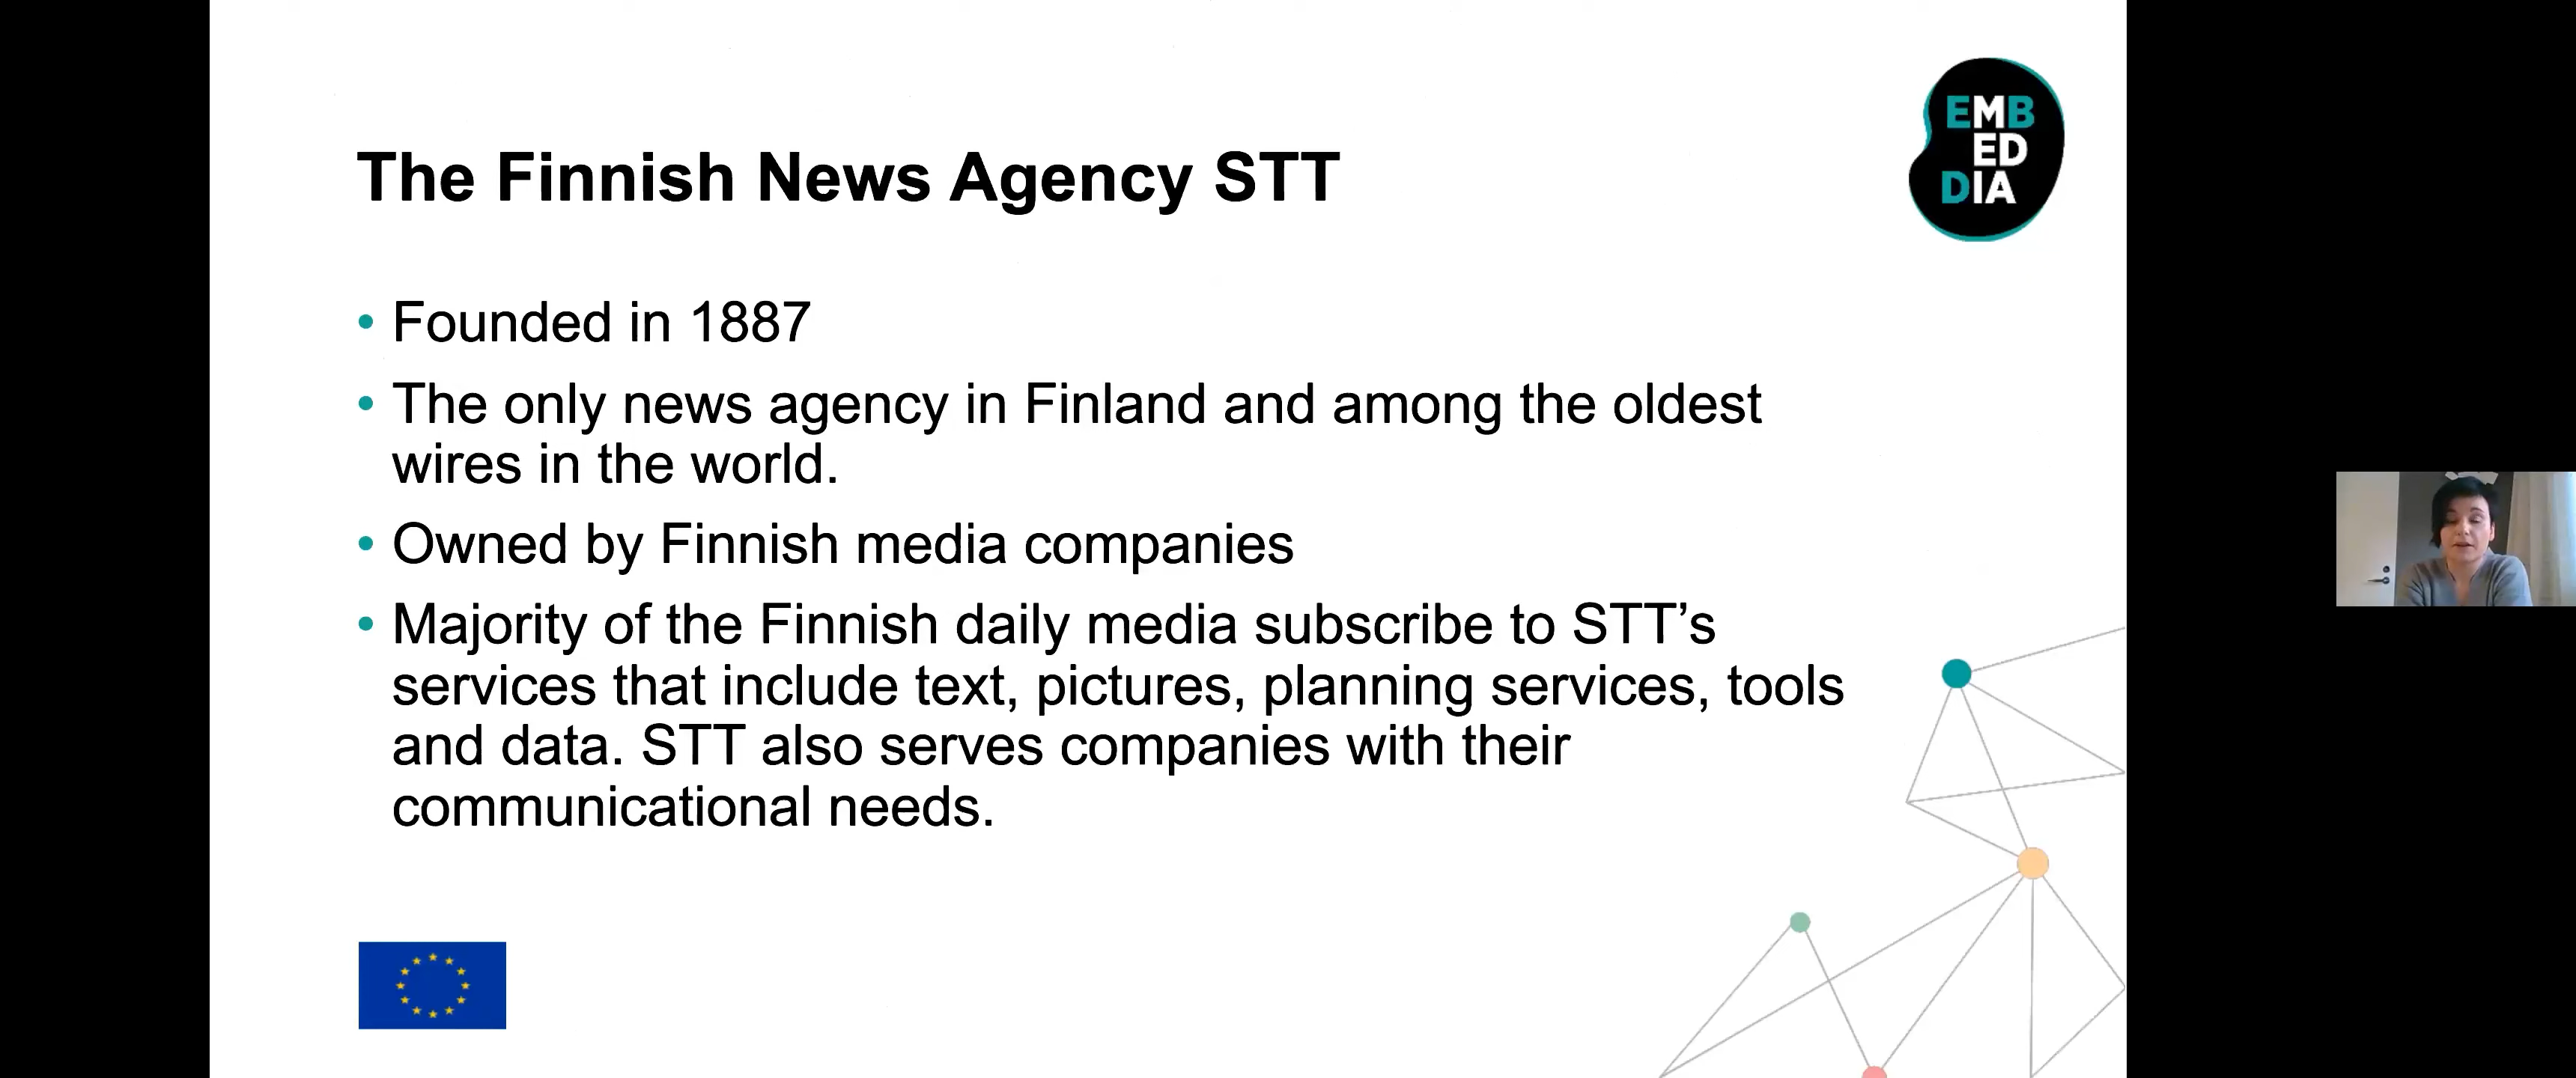 The Finnish News Agency STT
EMB
ED
DIA
• Founded in 1887
• The only news agency in Finland and among the oldest
wires in the world.
• Owned by Finnish media companies
• Majority of the Finnish daily media subscribe to STT’s
services that include text, pictures, planning services, tools
and data. STT also serves companies with their
communicational needs.